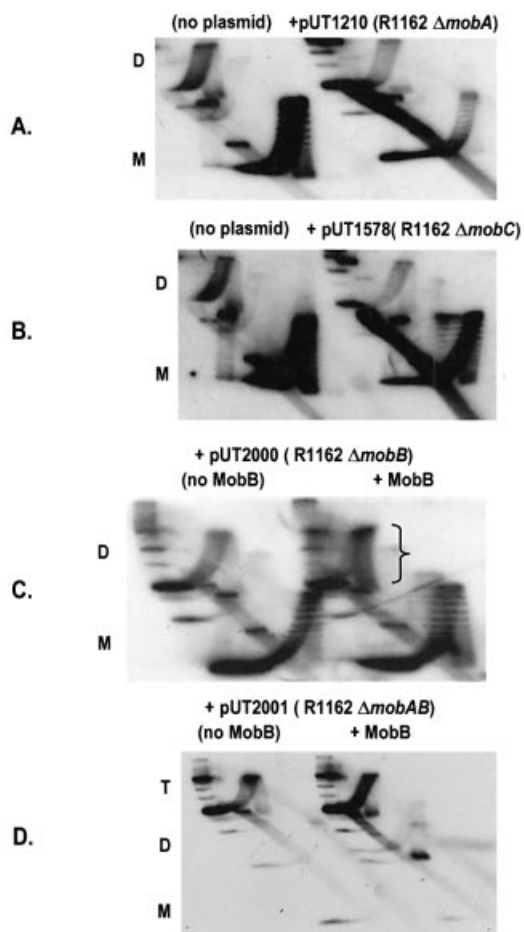 (no plasmid) +pUT1210 (R1162 ΔmobA)
D
A.
M
(no plasmid) + pUT1578( R1162 ΔmobC)
D
B.
M
+ pUT2000 ( R1162 ΔmobB)
(no MobB) + MobB
D
C.
M
+ pUT2001 ( R1162 ΔmobAB)
(no MobB) + MobB
T
D
D.
M